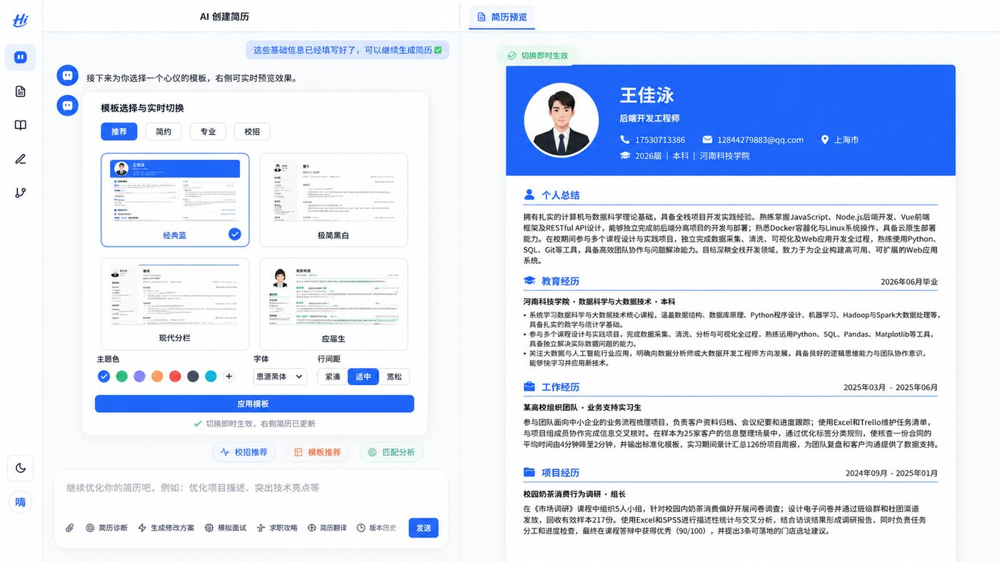 Hi
AI 创建简历
简历预览
这些基础信息已经填写好了，可以继续生成简历✅
接下来为你选择一个心仪的模板，右侧可实时预览效果。
模板选择与实时切换
推荐 简约 专业 校招
王佳泳
经典蓝
极简黑白
现代分栏
应届生
主题色 字体 行间距
思源黑体 紧凑 适中 宽松
应用模板
切换即时生效，右侧简历已更新
校招推荐 模板推荐 匹配分析
继续优化你的简历吧，例如：优化项目描述、突出技术亮点等
简历诊断 生成修改方案 模拟面试 求职攻略 简历翻译 版本历史 发送
嗨
切换即时生效
王佳泳
后端开发工程师
17530713386 12844279883@qq.com 上海市
2026届 | 本科 | 河南科技学院
个人总结
拥有扎实的计算机与数据科学理论基础，具备全栈项目开发实践经验。熟练掌握JavaScript、Node.js后端开发、Vue前端
框架及RESTful API设计，能够独立完成前后端分离项目的开发与部署；熟悉Docker容器化与Linux系统操作，具备云原生部署
能力。在校期间参与多个课程设计与实践项目，独立完成数据采集、清洗、可视化及Web应用开发全过程，熟练使用Python、
SQL、Git等工具，具备高效团队协作与问题解决能力。目标深耕全栈开发领域，致力于为企业构建高可用、可扩展的Web应用
系统。
教育经历 2026年06月毕业
河南科技学院 · 数据科学与大数据技术 · 本科
• 系统学习数据科学与大数据技术核心课程，涵盖数据结构、数据库原理、Python程序设计、机器学习、Hadoop与Spark大数据处理等，
具备扎实的数学与统计学基础。
• 参与多个课程设计与实践项目，完成数据采集、清洗、分析与可视化全过程，熟练运用Python、SQL、Pandas、Matplotlib等工具，
具备独立解决实际数据问题的能力。
• 关注大数据与人工智能行业应用，明确向数据分析师或大数据开发工程师方向发展，具备良好的逻辑思维能力与团队协作意识，
能够快学习并应用新技术。
工作经历 2025年03月 - 2025年06月
某高校组织团队 · 业务支持实习生
参与团队面向中小企业的业务流程梳理项目，负责客户资料归档、会议纪要和进度跟踪；使用Excel和Trello维护任务清单，
与项目组成员协作完成信息交叉核对。在样本为25家客户的信息整理场景中，通过优化标签分类规则，使核查一份合同的
平均时间由4分钟降至2分钟，并输出标准化模板，实习期间累计汇总126份项目周报，为团队复盘和客户沟通提供了数据支持。
项目经历 2024年09月 - 2025年01月
校园奶茶消费行为调研 · 组长
在《市场调研》课程中组织5人小组，针对校园内奶茶消费偏好开展问卷调查；设计电子问卷并通过班级群和社团渠道
发放，回收有效样本217份。使用Excel和SPSS进行描述性统计与交叉分析，结合访谈结果形成调研报告，同时负责任务
分工和进度检查，最终在课程答辩中获得优秀（90/100），并提出3条可落地的门店选址建议。